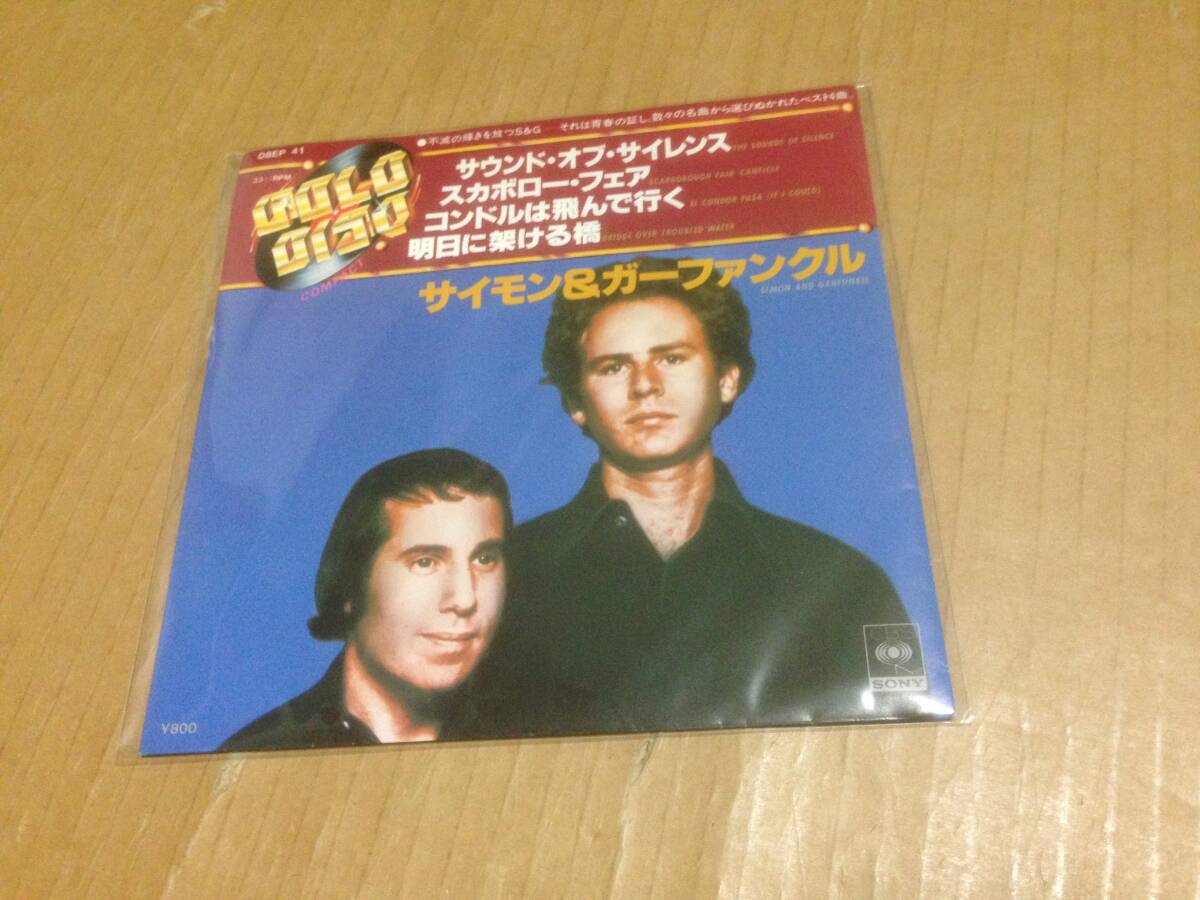 08EP 41
33 1/3 RPM
GOLD
DISC
COMPACT
●不滅の輝きを放つS&G それは青春の証し、数々の名曲から選びぬかれたベスト4曲。
サウンド・オブ・サイレンス THE SOUNDS OF SILENCE
スカボロー・フェア SCARBOROUGH FAIR CANTICLE
コンドルは飛んで行く EL CONDOR PASA (IF I COULD)
明日に架ける橋 BRIDGE OVER TROUBLED WATER
サイモン&ガーファンクル SIMON AND GARFUNKEL
CBS
SONY
¥800